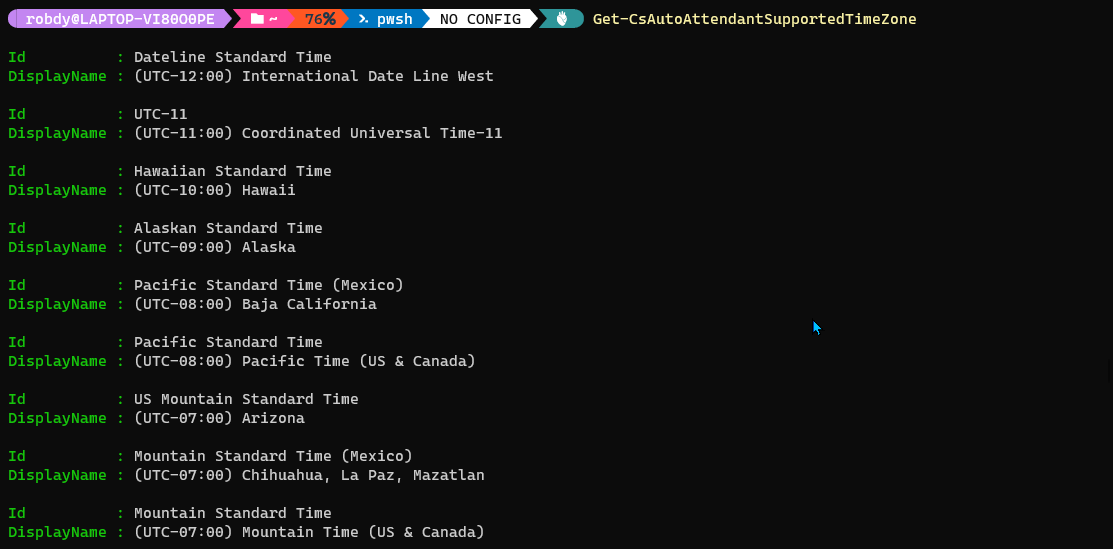 robdy@LAPTOP-VI80O0PE ~ 76% pwsh NO CONFIG Get-CsAutoAttendantSupportedTimeZone
Id : Dateline Standard Time
DisplayName : (UTC-12:00) International Date Line West
Id : UTC-11
DisplayName : (UTC-11:00) Coordinated Universal Time-11
Id : Hawaiian Standard Time
DisplayName : (UTC-10:00) Hawaii
Id : Alaskan Standard Time
DisplayName : (UTC-09:00) Alaska
Id : Pacific Standard Time (Mexico)
DisplayName : (UTC-08:00) Baja California
Id : Pacific Standard Time
DisplayName : (UTC-08:00) Pacific Time (US & Canada)
Id : US Mountain Standard Time
DisplayName : (UTC-07:00) Arizona
Id : Mountain Standard Time (Mexico)
DisplayName : (UTC-07:00) Chihuahua, La Paz, Mazatlan
Id : Mountain Standard Time
DisplayName : (UTC-07:00) Mountain Time (US & Canada)